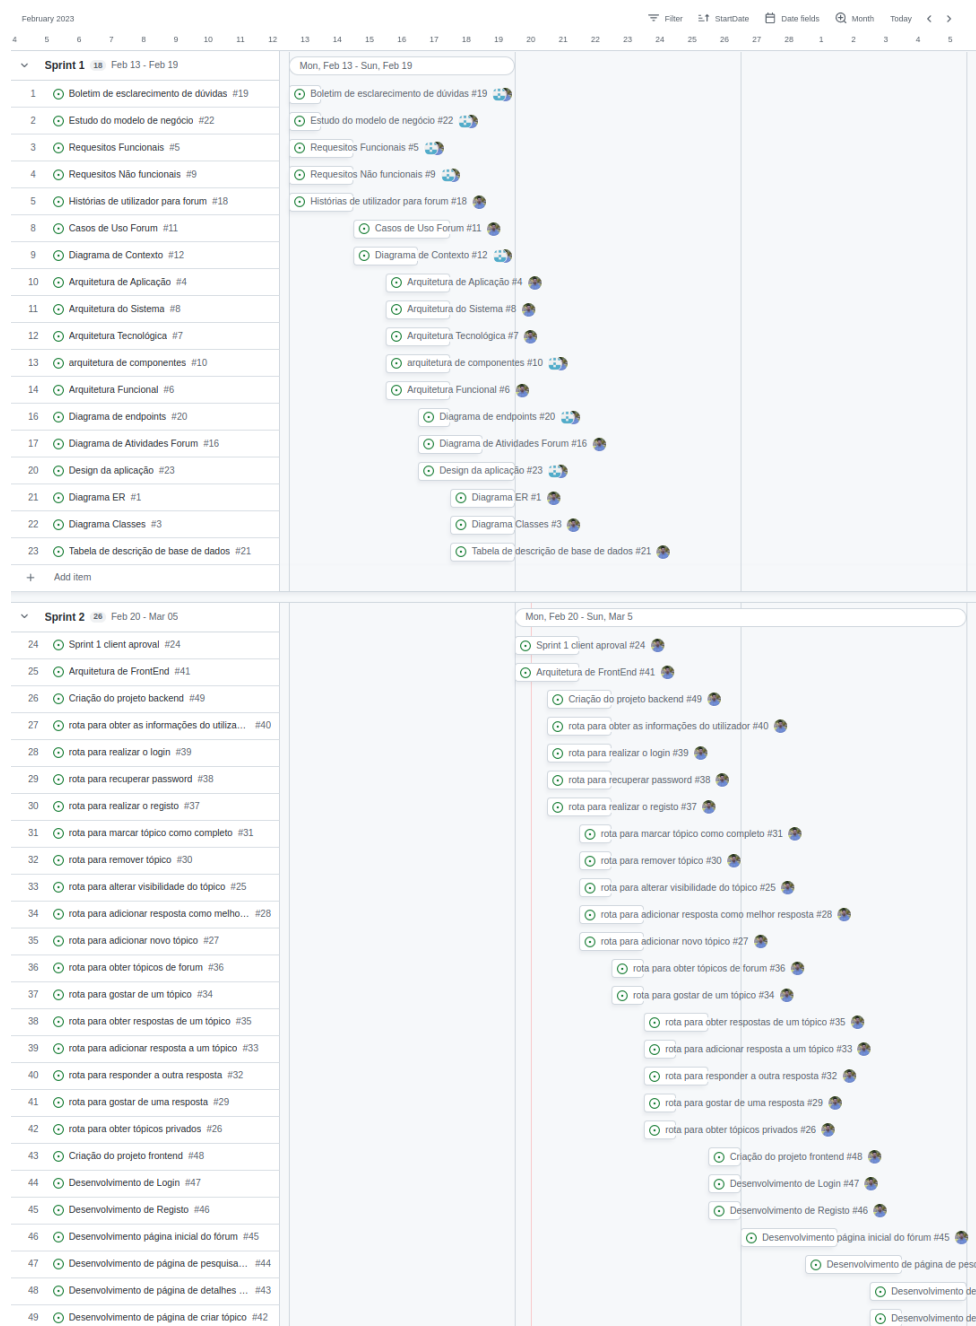 February 2023
Filter StartDate Date fields Month Today
4 5 6 7 8 9 10 11 12 13 14 15 16 17 18 19 20 21 22 23 24 25 26 27 28 1 2 3 4 5
Sprint 1 18 Feb 13 - Feb 19 Mon, Feb 13 - Sun, Feb 19
1 Boletim de esclarecimento de dúvidas #19 Boletim de esclarecimento de dúvidas #19
2 Estudo do modelo de negócio #22 Estudo do modelo de negócio #22
3 Requesitos Funcionais #5 Requesitos Funcionais #5
4 Requesitos Não funcionais #9 Requesitos Não funcionais #9
5 Histórias de utilizador para forum #18 Histórias de utilizador para forum #18
8 Casos de Uso Forum #11 Casos de Uso Forum #11
9 Diagrama de Contexto #12 Diagrama de Contexto #12
10 Arquitetura de Aplicação #4 Arquitetura de Aplicação #4
11 Arquitetura do Sistema #8 Arquitetura do Sistema #8
12 Arquitetura Tecnológica #7 Arquitetura Tecnológica #7
13 arquitetura de componentes #10 arquitetura de componentes #10
14 Arquitetura Funcional #6 Arquitetura Funcional #6
16 Diagrama de endpoints #20 Diagrama de endpoints #20
17 Diagrama de Atividades Forum #16 Diagrama de Atividades Forum #16
20 Design da aplicação #23 Design da aplicação #23
21 Diagrama ER #1 Diagrama ER #1
22 Diagrama Classes #3 Diagrama Classes #3
23 Tabela de descrição de base de dados #21 Tabela de descrição de base de dados #21
+ Add item
Sprint 2 26 Feb 20 - Mar 05 Mon, Feb 20 - Sun, Mar 5
24 Sprint 1 client aproval #24 Sprint 1 client aproval #24
25 Arquitetura de FrontEnd #41 Arquitetura de FrontEnd #41
26 Criação do projeto backend #49 Criação do projeto backend #49
27 rota para obter as informações do utiliza... #40 rota para obter as informações do utilizador #40
28 rota para realizar o login #39 rota para realizar o login #39
29 rota para recuperar password #38 rota para recuperar password #38
30 rota para realizar o registo #37 rota para realizar o registo #37
31 rota para marcar tópico como completo #31 rota para marcar tópico como completo #31
32 rota para remover tópico #30 rota para remover tópico #30
33 rota para alterar visibilidade do tópico #25 rota para alterar visibilidade do tópico #25
34 rota para adicionar resposta como melho... #28 rota para adicionar resposta como melhor resposta #28
35 rota para adicionar novo tópico #27 rota para adicionar novo tópico #27
36 rota para obter tópicos de forum #36 rota para obter tópicos de forum #36
37 rota para gostar de um tópico #34 rota para gostar de um tópico #34
38 rota para obter respostas de um tópico #35 rota para obter respostas de um tópico #35
39 rota para adicionar resposta a um tópico #33 rota para adicionar resposta a um tópico #33
40 rota para responder a outra resposta #32 rota para responder a outra resposta #32
41 rota para gostar de uma resposta #29 rota para gostar de uma resposta #29
42 rota para obter tópicos privados #26 rota para obter tópicos privados #26
43 Criação do projeto frontend #48 Criação do projeto frontend #48
44 Desenvolvimento de Login #47 Desenvolvimento de Login #47
45 Desenvolvimento de Registo #46 Desenvolvimento de Registo #46
46 Desenvolvimento página inicial do fórum #45 Desenvolvimento página inicial do fórum #45
47 Desenvolvimento de página de pesquisa... #44 Desenvolvimento de página de pesq
48 Desenvolvimento de página de detalhes ... #43 Desenvolvimento de
49 Desenvolvimento de página de criar tópico #42 Desenvolvimento de